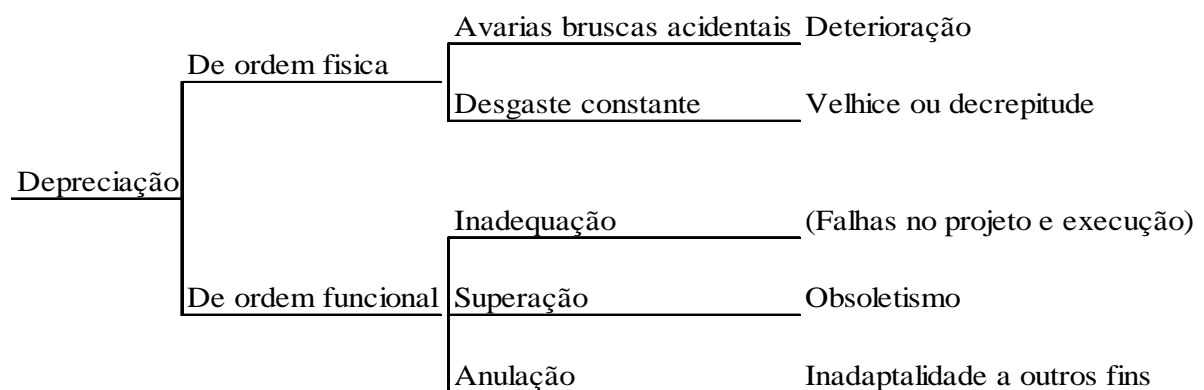 Avarias bruscas acidentais Deterioração
De ordem fisica
Desgaste constante Velhice ou decrepitude
Depreciação
Inadequação (Falhas no projeto e execução)
De ordem funcional Superação Obsoletismo
Anulação Inadaptalidade a outros fins